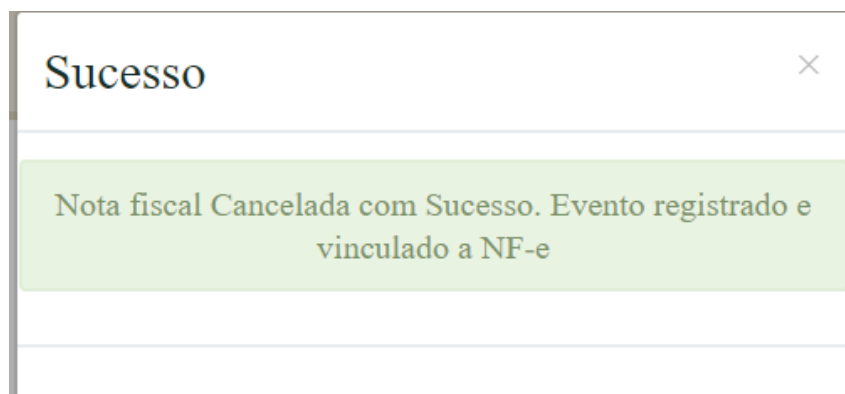 Sucesso
Nota fiscal Cancelada com Sucesso. Evento registrado e
vinculado a NF-e